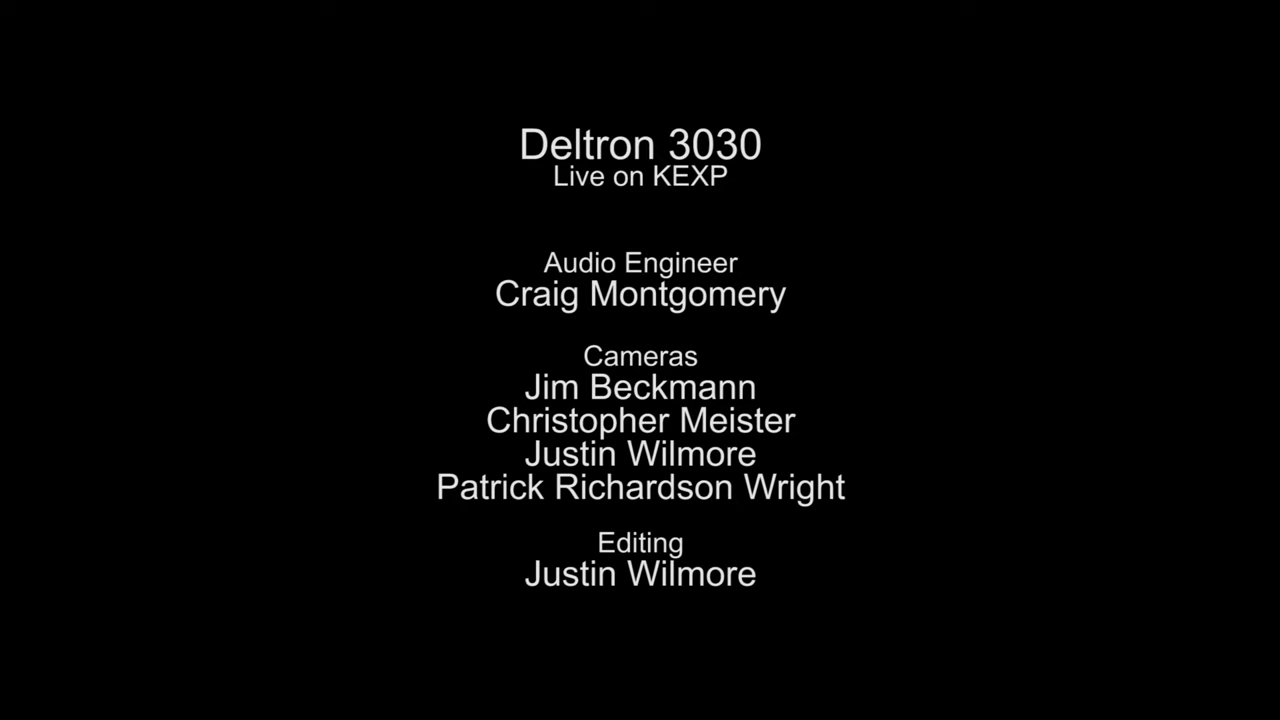 Deltron 3030
Live on KEXP
Audio Engineer
Craig Montgomery
Cameras
Jim Beckmann
Christopher Meister
Justin Wilmore
Patrick Richardson Wright
Editing
Justin Wilmore